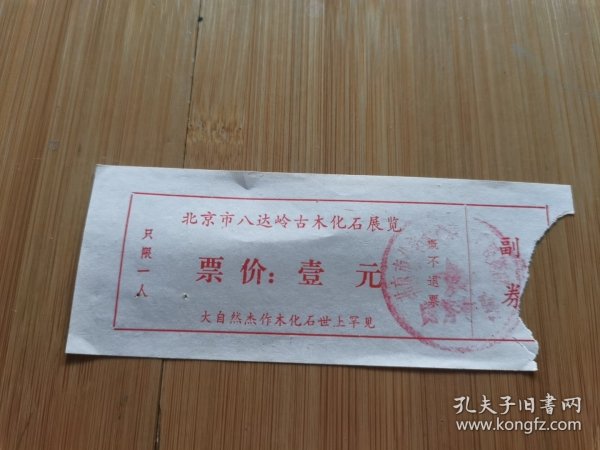 北京市八达岭古木化石展览
只限一人
票价：壹元
大自然杰作木化石世上罕见
概不退票
副券
孔夫子旧书网
www.kongfz.com